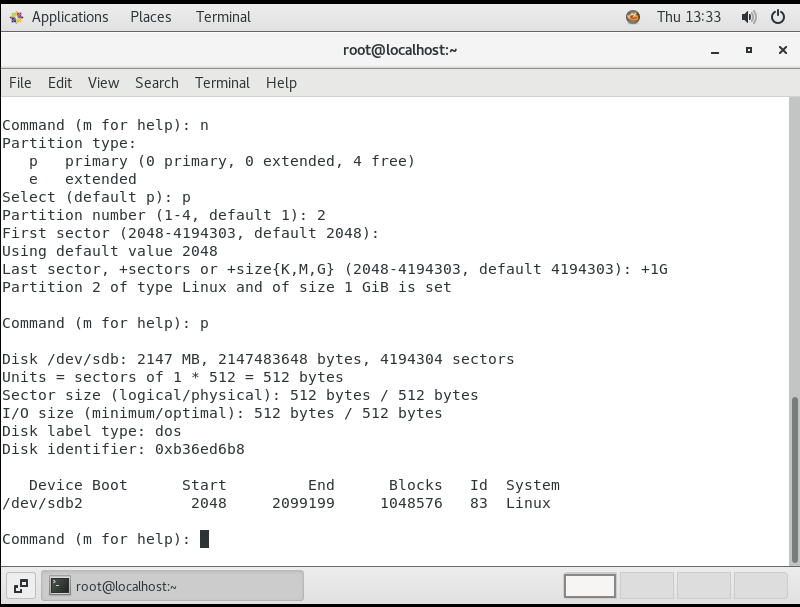 Applications Places Terminal Thu 13:33
root@localhost:~
File Edit View Search Terminal Help
Command (m for help): n
Partition type:
   p   primary (0 primary, 0 extended, 4 free)
   e   extended
Select (default p): p
Partition number (1-4, default 1): 2
First sector (2048-4194303, default 2048):
Using default value 2048
Last sector, +sectors or +size{K,M,G} (2048-4194303, default 4194303): +1G
Partition 2 of type Linux and of size 1 GiB is set
Command (m for help): p
Disk /dev/sdb: 2147 MB, 2147483648 bytes, 4194304 sectors
Units = sectors of 1 * 512 = 512 bytes
Sector size (logical/physical): 512 bytes / 512 bytes
I/O size (minimum/optimal): 512 bytes / 512 bytes
Disk label type: dos
Disk identifier: 0xb36ed6b8
   Device Boot      Start         End      Blocks   Id  System
/dev/sdb2            2048     2099199     1048576   83  Linux
Command (m for help):
root@localhost:~